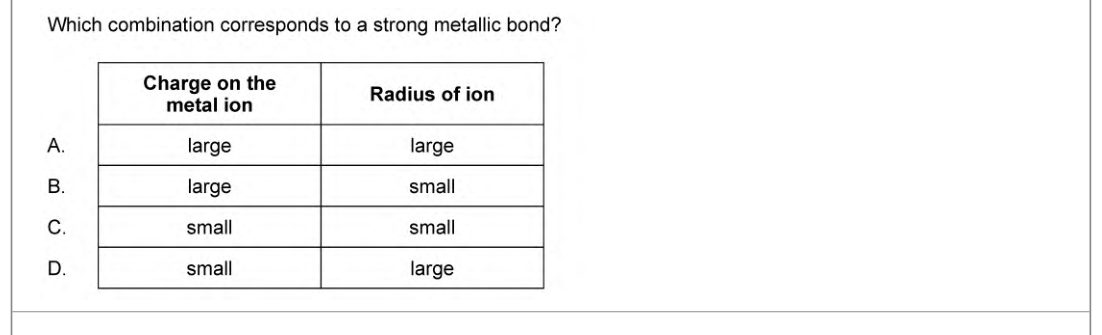 Which combination corresponds to a strong metallic bond?
Charge on the
metal ion
Radius of ion
A. large large
B. large small
C. small small
D. small large